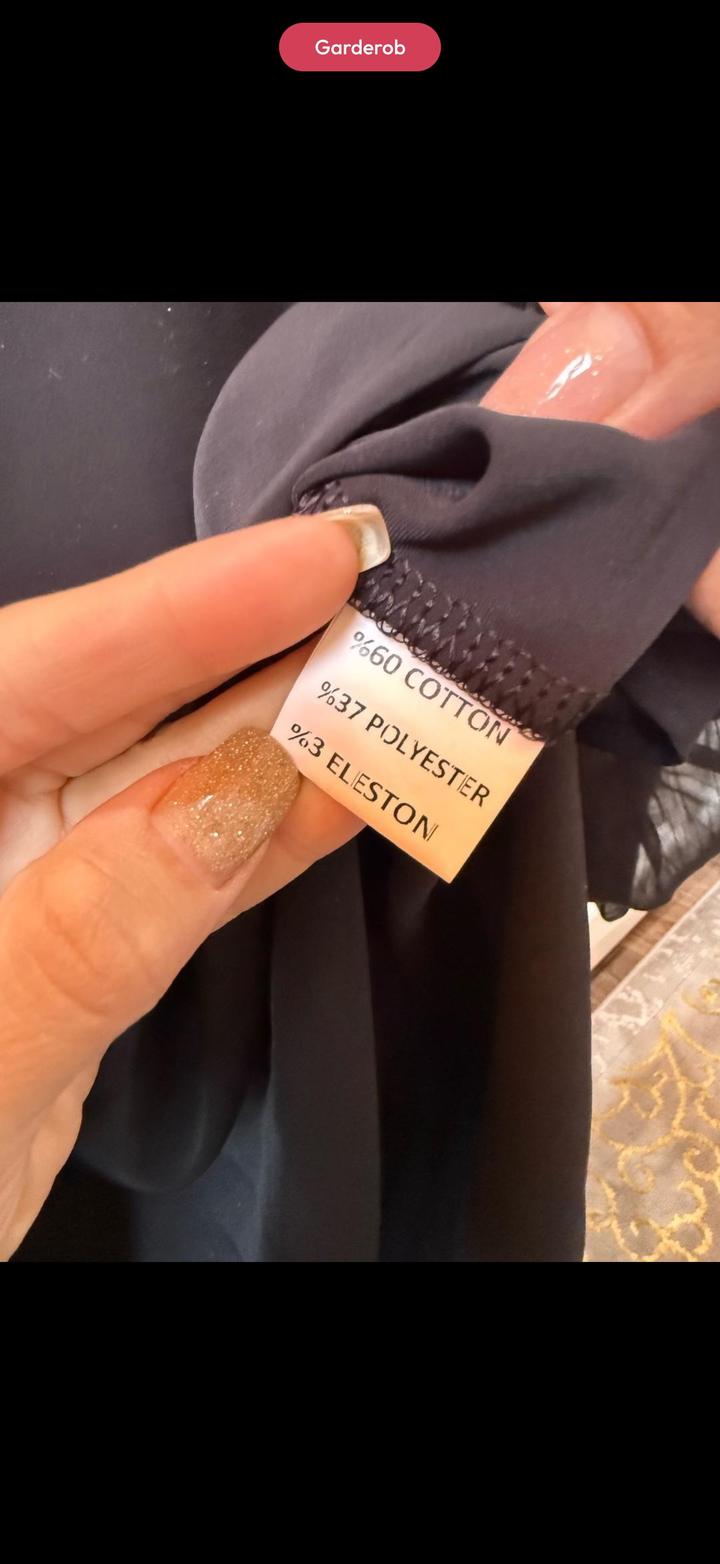 Garderob
%60 COTTON
%37 POLYESTER
%3 ELESTON